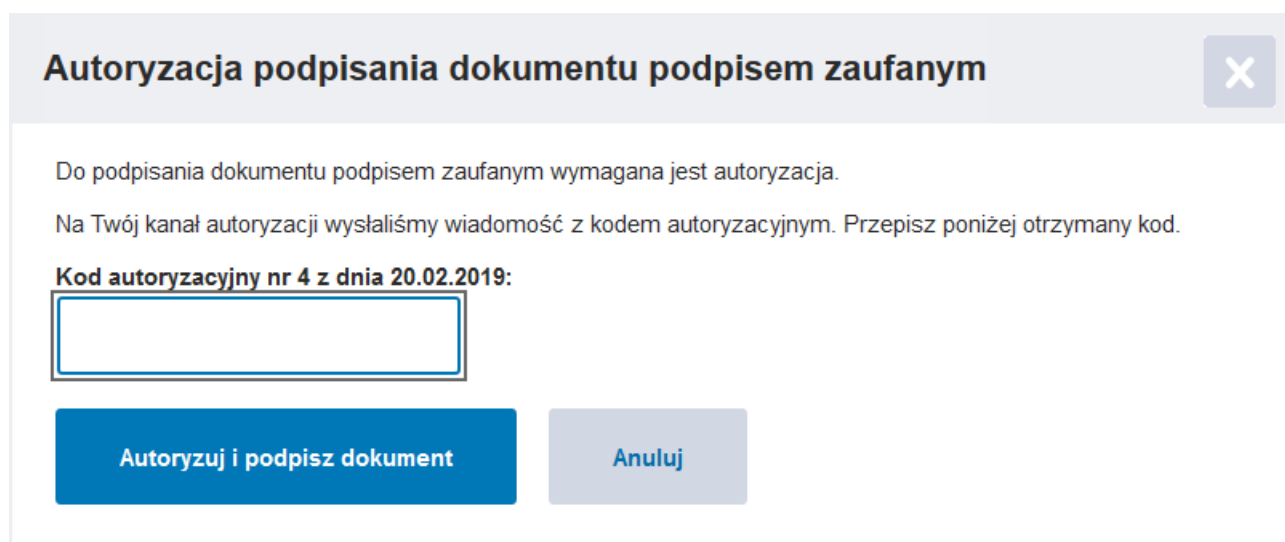 Autoryzacja podpisania dokumentu podpisem zaufanym
Do podpisania dokumentu podpisem zaufanym wymagana jest autoryzacja.
Na Twój kanał autoryzacji wysłaliśmy wiadomość z kodem autoryzacyjnym. Przepisz poniżej otrzymany kod.
Kod autoryzacyjny nr 4 z dnia 20.02.2019:
Autoryzuj i podpisz dokument
Anuluj